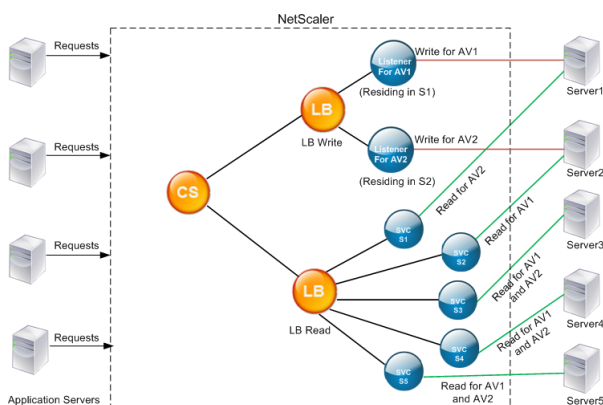 NetScaler
Requests
Requests
Requests
Requests
Application Servers
CS
LB
LB Write
LB
LB Read
Listener
For AV1
(Residing in S1)
Listener
For AV2
(Residing in S2)
SVC
S1
SVC
S2
SVC
S3
SVC
S4
SVC
S5
Write for AV1
Write for AV2
Read for AV2
Read for AV1
Read for AV1
and AV2
Read for AV1
and AV2
Read for AV1
and AV2
Server1
Server2
Server3
Server4
Server5